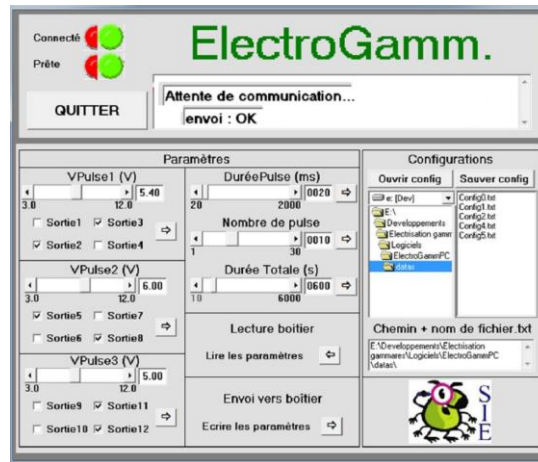 Connecté
Prête
ElectroGamm.
QUITTER
Attente de communication...
envoi : OK
Paramètres
VPulse1 (V)
5.40
3.0 12.0
Sortie1 Sortie3
Sortie2 Sortie4
VPulse2 (V)
6.00
3.0 12.0
Sortie5 Sortie7
Sortie6 Sortie8
VPulse3 (V)
5.00
3.0 12.0
Sortie9 Sortie11
Sortie10 Sortie12
DuréePulse (ms)
0020
20 2000
Nombre de pulse
0010
1 30
Durée Totale (s)
0600
10 6000
Lecture boitier
Lire les paramètres
Envoi vers boîtier
Ecrire les paramètres
Configurations
Ouvrir config Sauver config
e: [Dev]
E:\
Developpements
Electrisation gamm
Logiciels
ElectroGammPC
datas
Config0.txt
Config1.txt
Config2.txt
Config4.txt
Config5.txt
Chemin + nom de fichier.txt
E:\Developpements\Electrisation
gammares\Logiciels\ElectroGammPC
\datas\
SIE